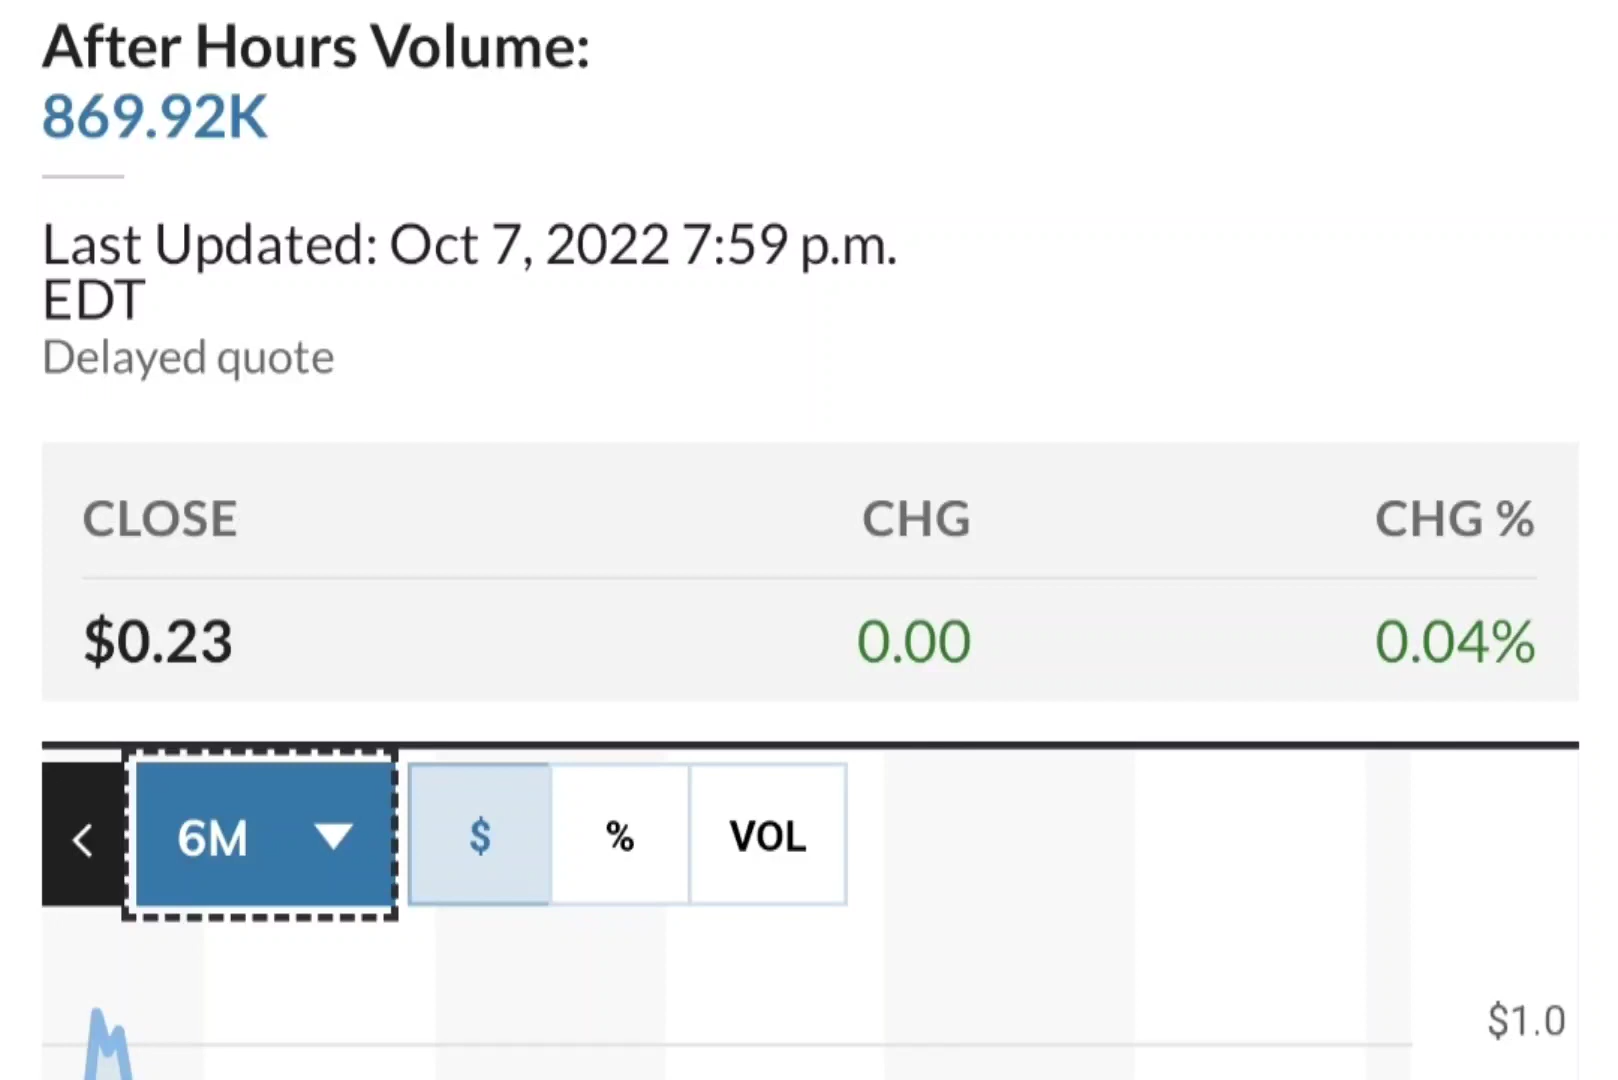 After Hours Volume:
869.92K
Last Updated: Oct 7, 2022 7:59 p.m.
EDT
Delayed quote
CLOSE CHG CHG %
$0.23 0.00 0.04%
6M $ % VOL
$1.0